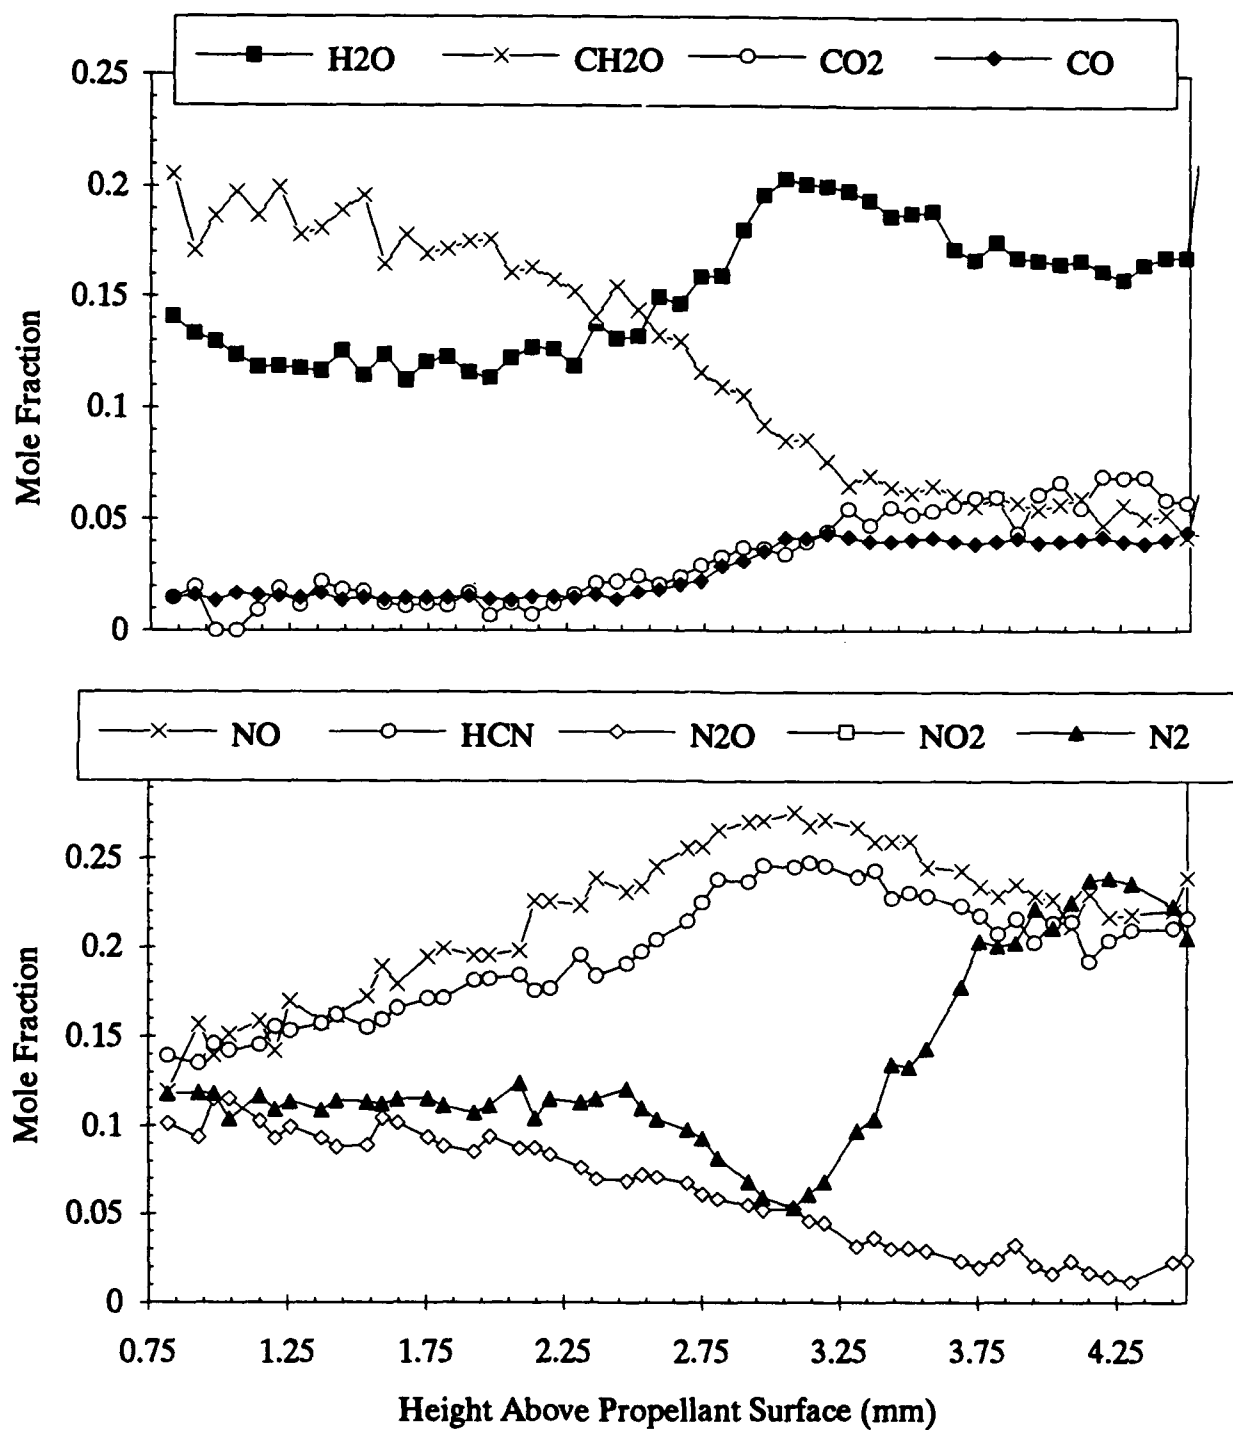 H2O CH2O CO2 CO
0.25
0.2
0.15
0.1
0.05
0
Mole Fraction
NO HCN N2O NO2 N2
0.25
0.2
0.15
0.1
0.05
0
Mole Fraction
0.75 1.25 1.75 2.25 2.75 3.25 3.75 4.25
Height Above Propellant Surface (mm)